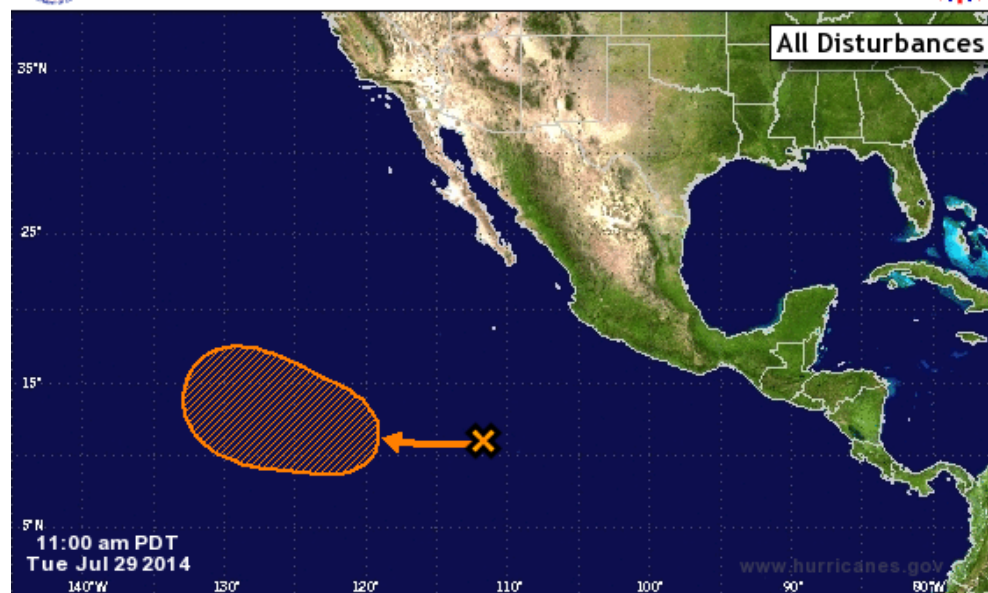 All Disturbances
35°N
25°
15°
5°N
11:00 am PDT
Tue Jul 29 2014
www.hurricanes.gov
140°W 130° 120° 110° 100° 90° 80°W